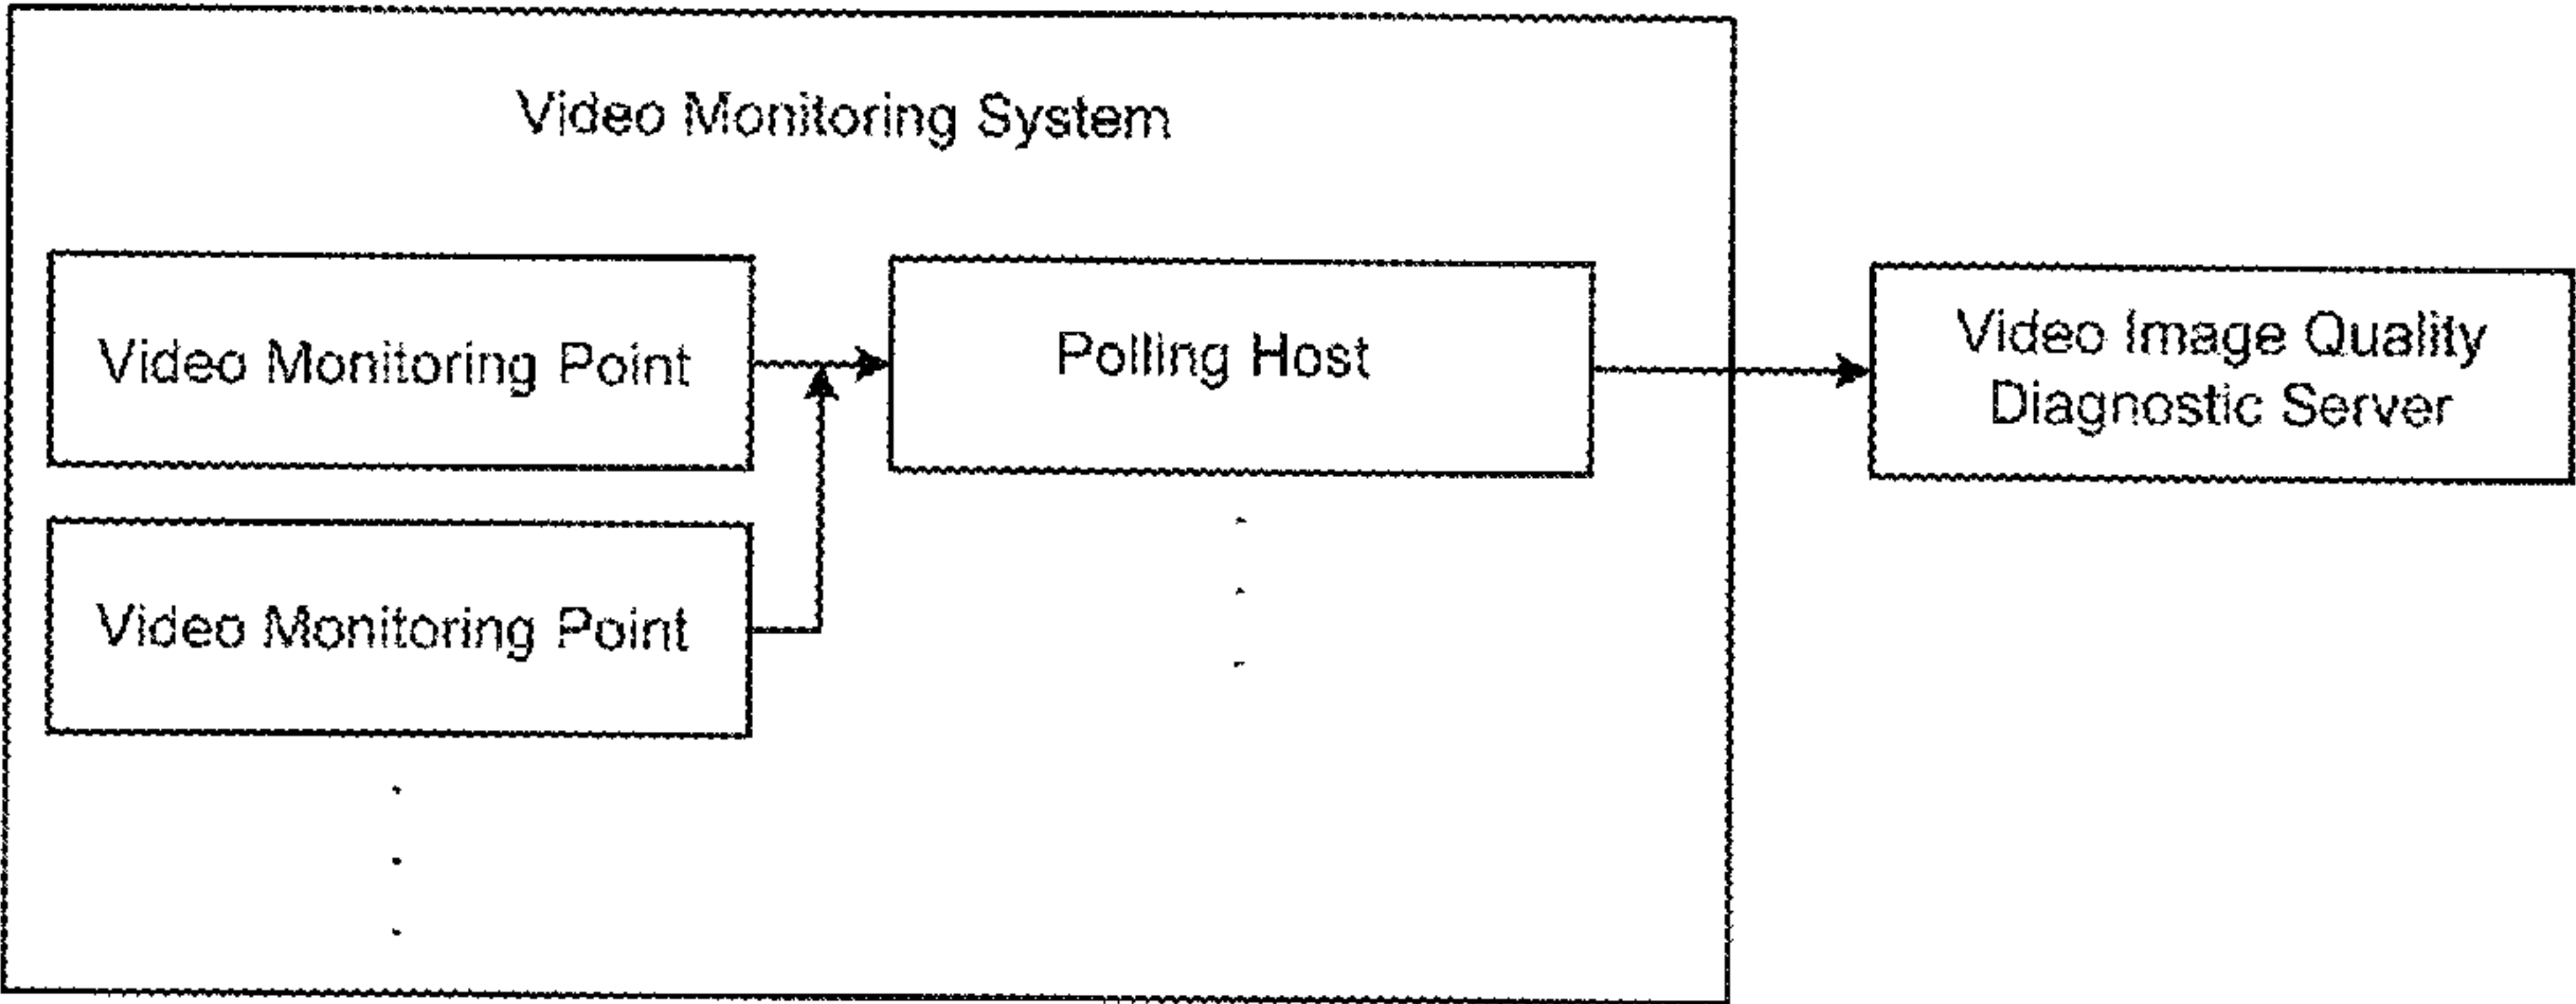 Video Monitoring System
Video Monitoring Point
Polling Host
Video Image Quality
Diagnostic Server
Video Monitoring Point